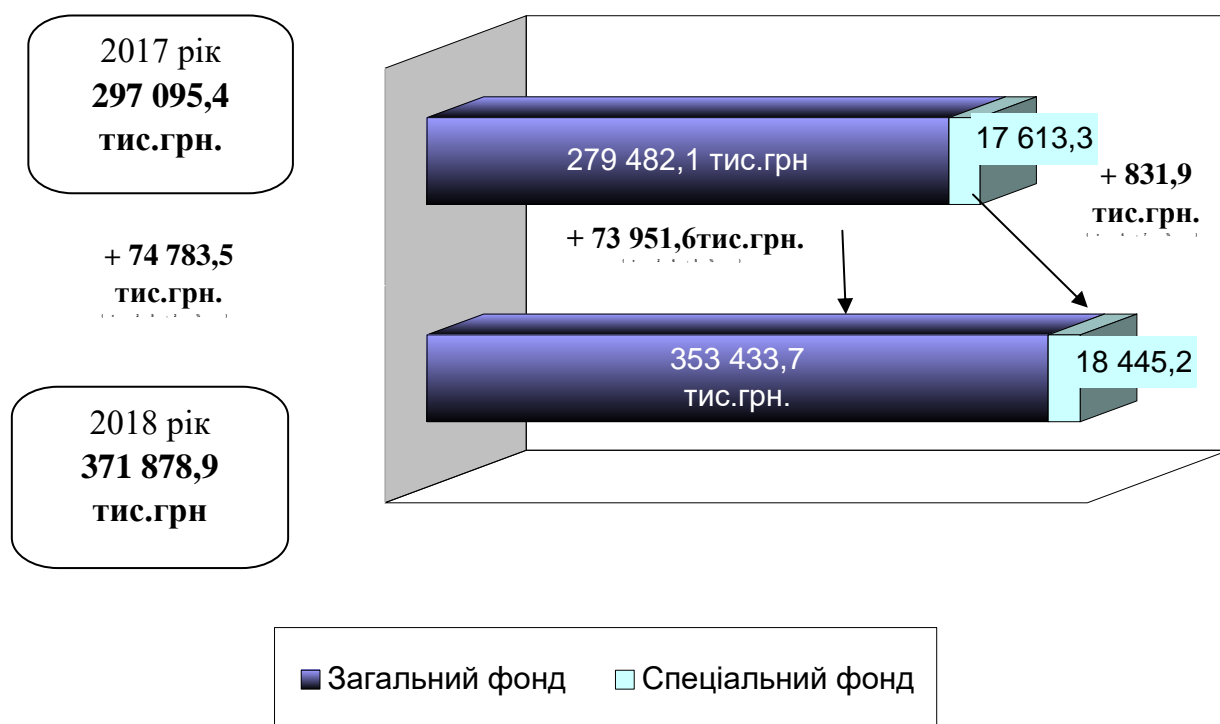 2017 рік
297 095,4
тис.грн.
279 482,1 тис.грн
17 613,3
+ 831,9
тис.грн.
+ 73 951,6тис.грн.
+ 74 783,5
тис.грн.
353 433,7
тис.грн.
18 445,2
2018 рік
371 878,9
тис.грн
Загальний фонд
Спеціальний фонд